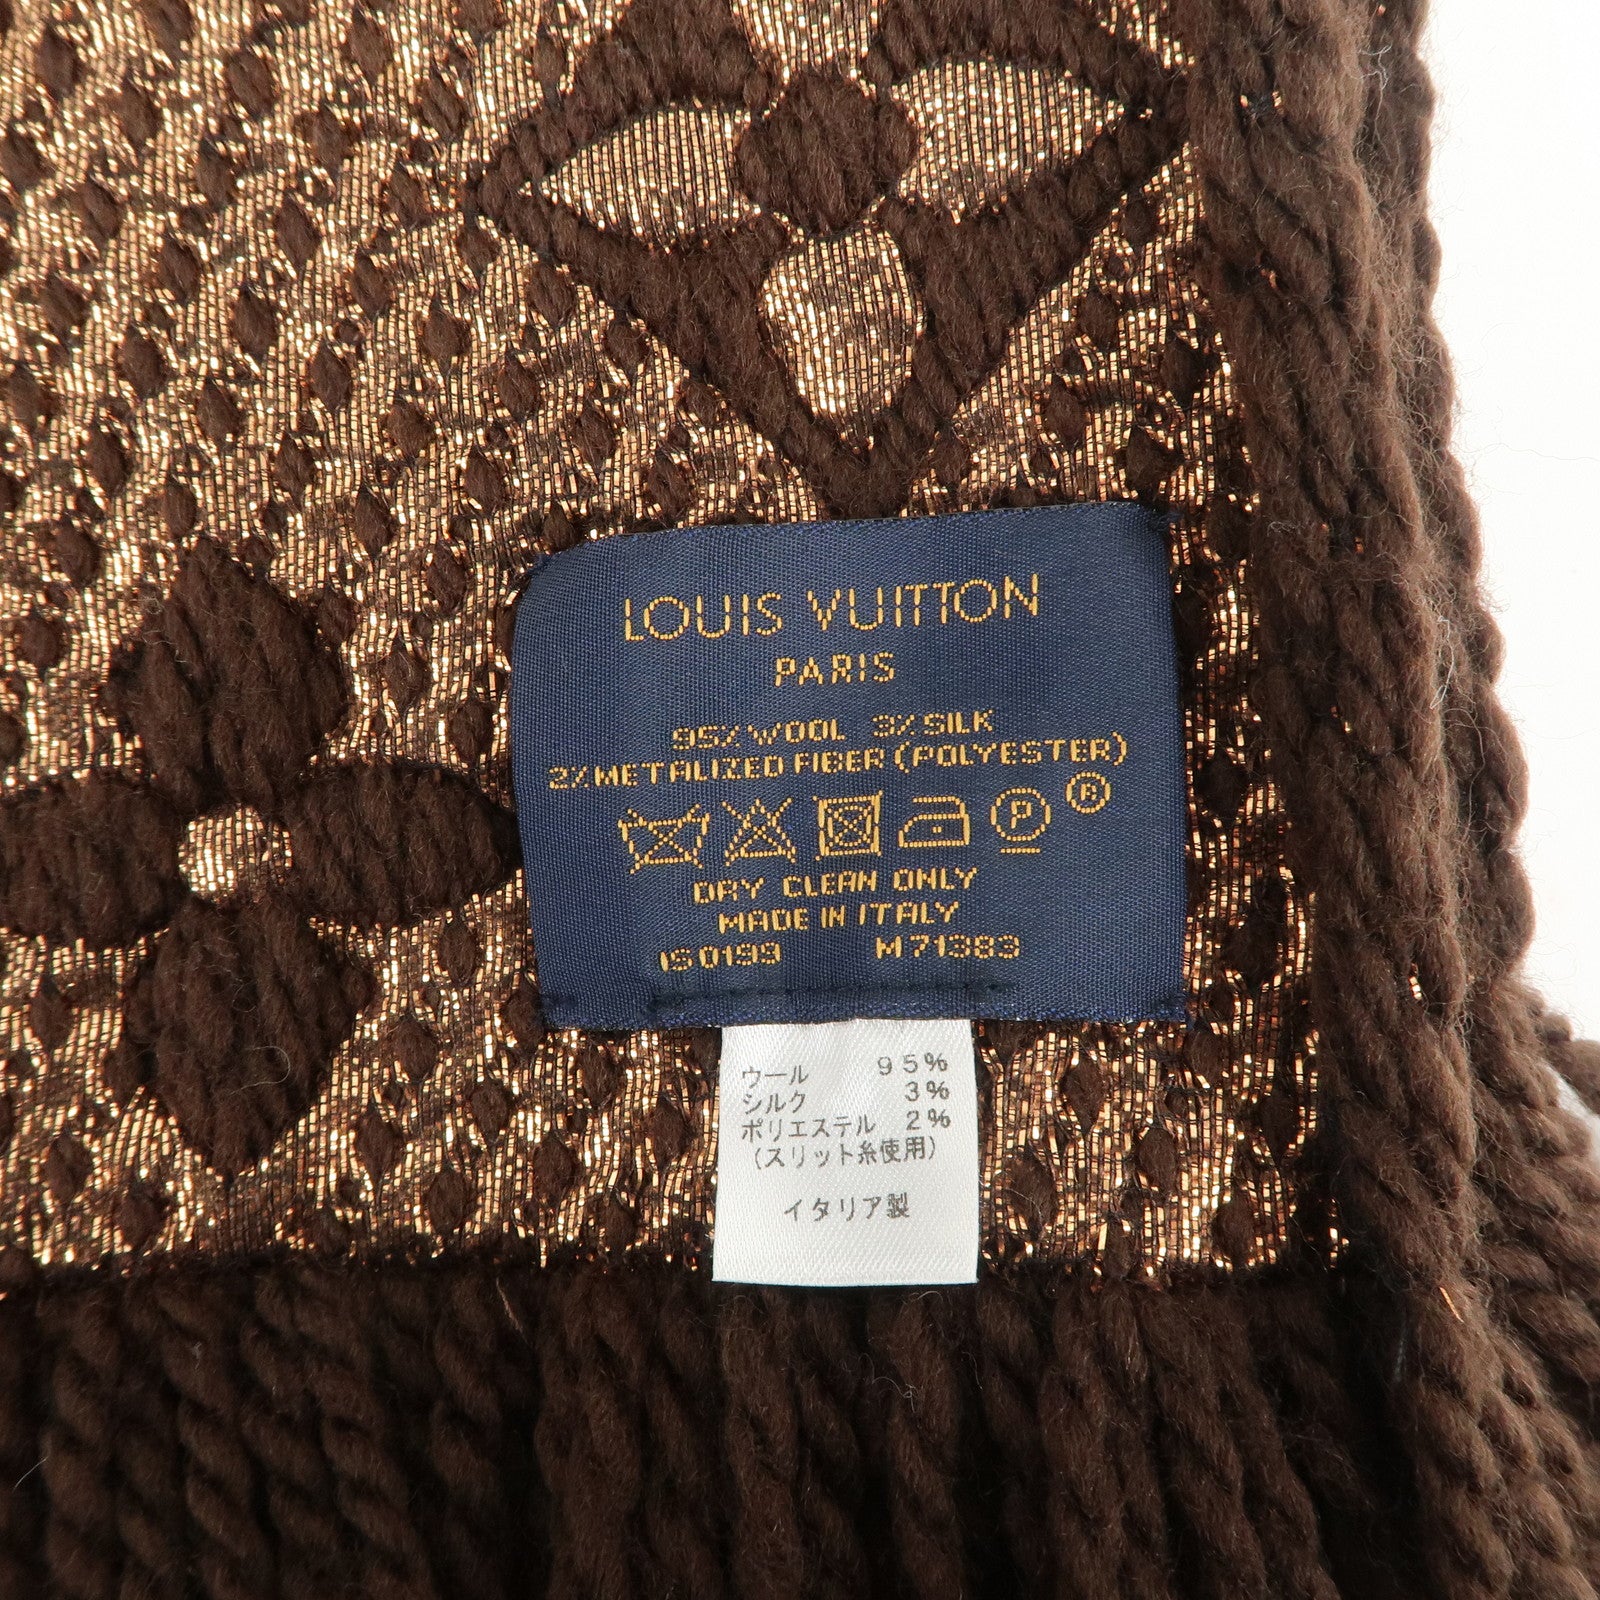 LOUIS VUITTON
PARIS
95% WOOL 3% SILK
2% METALIZED FIBER (POLYESTER)
P ®
DRY CLEAN ONLY
MADE IN ITALY
IS0199 M71383
ウール 95%
シルク 3%
ポリエステル 2%
(スリット糸使用)
イタリア製